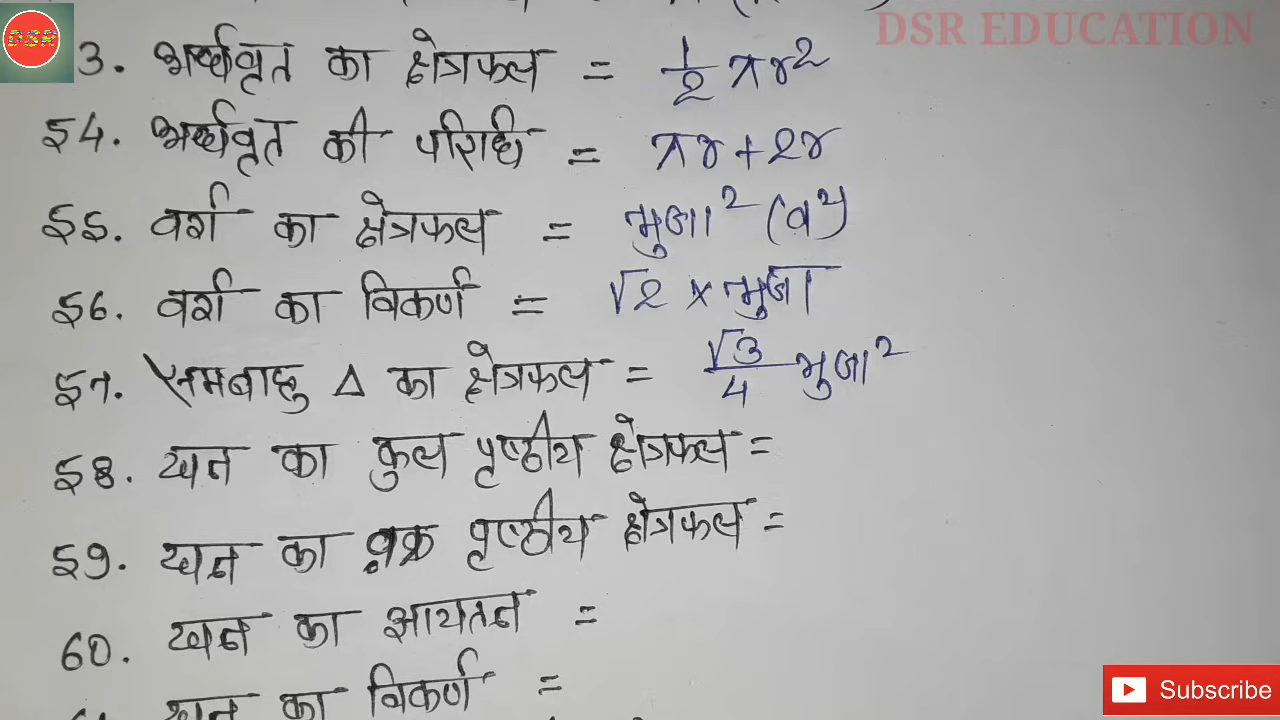 DSR
DSR EDUCATION
3. अर्धवृत का क्षेत्रफल = 1/2 πr²
54. अर्धवृत की परिधि = πr + 2r
55. वर्ग का क्षेत्रफल = भुजा² (a²)
56. वर्ग का विकर्ण = √2 × भुजा
57. समबाहु Δ का क्षेत्रफल = √3/4 भुजा²
58. घन का कुल पृष्ठीय क्षेत्रफल =
59. घन का वक्र पृष्ठीय क्षेत्रफल =
60. घन का आयतन =
घन का विकर्ण =
Subscribe